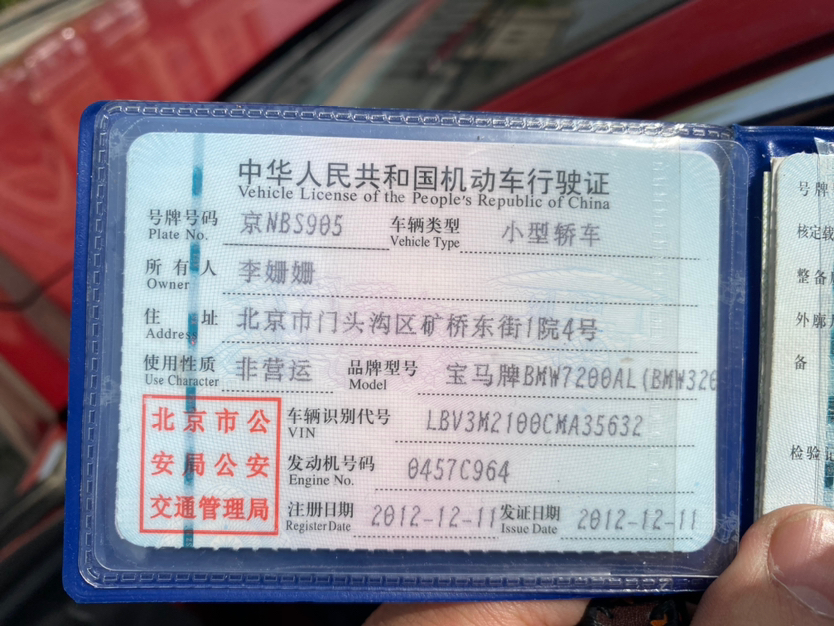 中华人民共和国机动车行驶证
Vehicle License of the People's Republic of China
号牌号码 京NBS905 车辆类型 小型轿车
Plate No. Vehicle Type
所有人 李姗姗
Owner
住址 北京市门头沟区矿桥东街1院4号
Address
使用性质 非营运 品牌型号 宝马牌BMW7200AL(BMW320
Use Character Model
北京市公
安局公安
交通管理局
车辆识别代号 LBV3M2100CMA35632
VIN
发动机号码 0457C964
Engine No.
注册日期 2012-12-11 发证日期 2012-12-11
Register Date Issue Date
号牌
核定载
整备
外廓
备
检验记